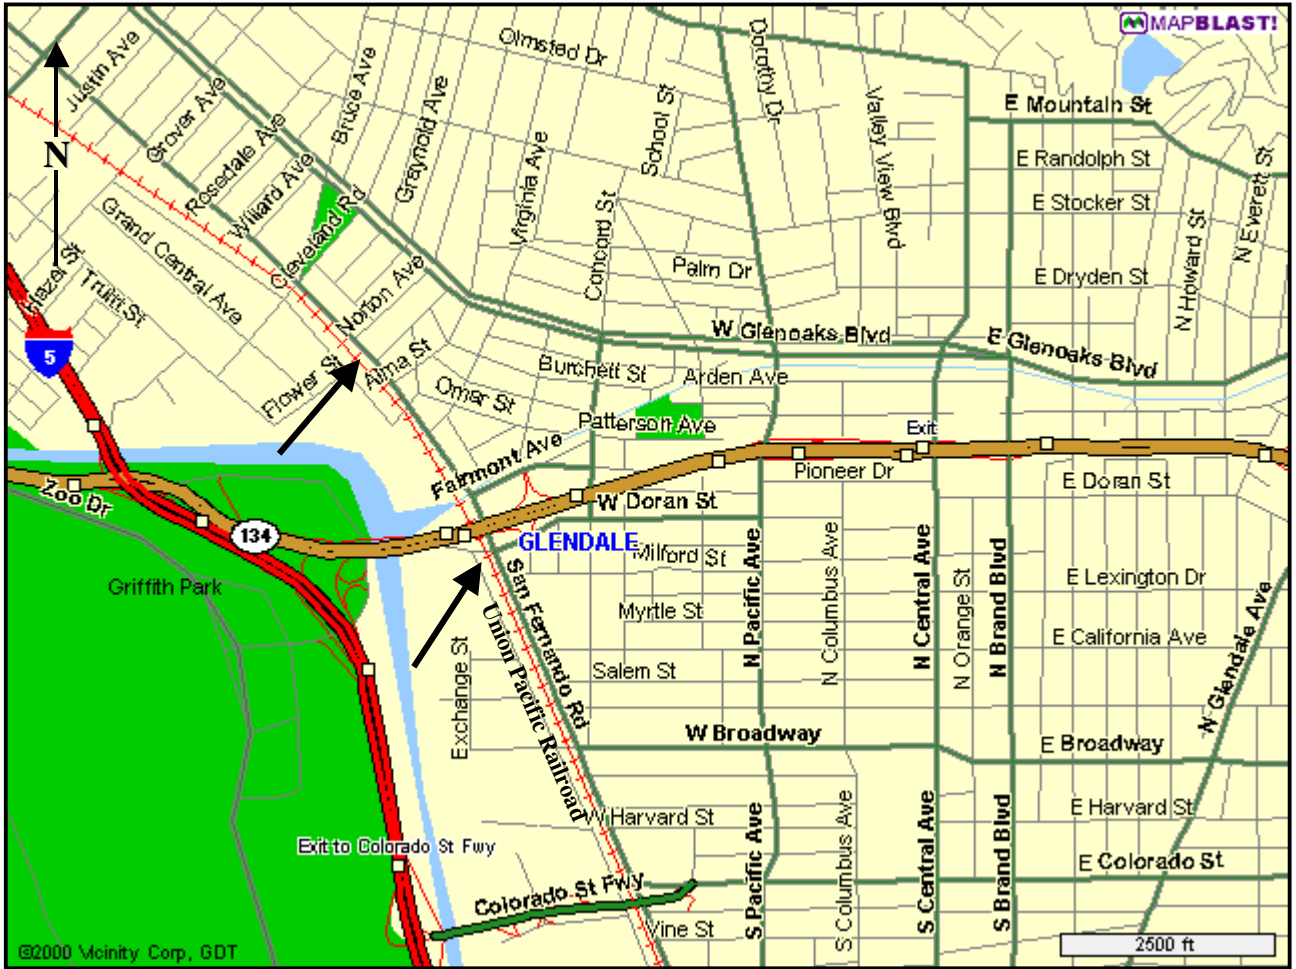 MAPBLAST!
Olmsted Dr
Dorothy Dr
Justin Ave
Bruce Ave
Graynold Ave
School St
Valley View Blvd
E Mountain St
Grover Ave
N
Rosedale Ave
Virginia Ave
E Randolph St
Willard Ave
Cleveland Rd
Concord St
E Stocker St
N Howard St
N Everett St
Grand Central Ave
Hazel St
Truitt St
Palm Dr
E Dryden St
Norton Ave
W Glenoaks Blvd
E Glenoaks Blvd
5
Flower St
Alma St
Burchett St
Arden Ave
Omar St
Patterson Ave
Exit
Fairmont Ave
Pioneer Dr
E Doran St
Zoo Dr
W Doran St
134
GLENDALE
Milford St
Griffith Park
San Fernando Rd
Union Pacific Railroad
Myrtle St
N Pacific Ave
N Columbus Ave
N Central Ave
N Orange St
N Brand Blvd
E Lexington Dr
E California Ave
N Glendale Ave
Exchange St
Salem St
W Broadway
E Broadway
W Harvard St
E Harvard St
Exit to Colorado St Fwy
Colorado St Fwy
S Pacific Ave
S Columbus Ave
S Central Ave
S Brand Blvd
E Colorado St
Vine St
©2000 Vicinity Corp, GDT
2500 ft